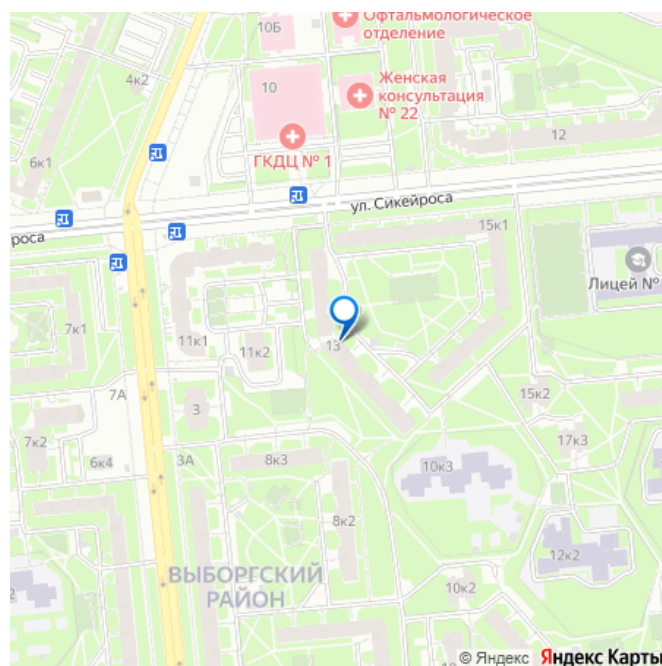 Офтальмологическое
отделение
10Б
4к2
10
Женская
консультация
№ 22
12
6к1
ГКДЦ № 1
ул. Сикейроса
роса
15к1
Лицей №
7к1
11к1
11к2
13
7А
3
15к2
7к2
17к3
6к4
3А
8к3
10к3
8к2
12к2
ВЫБОРГСКИЙ
РАЙОН
10к2
2
© Яндекс Яндекс Карты